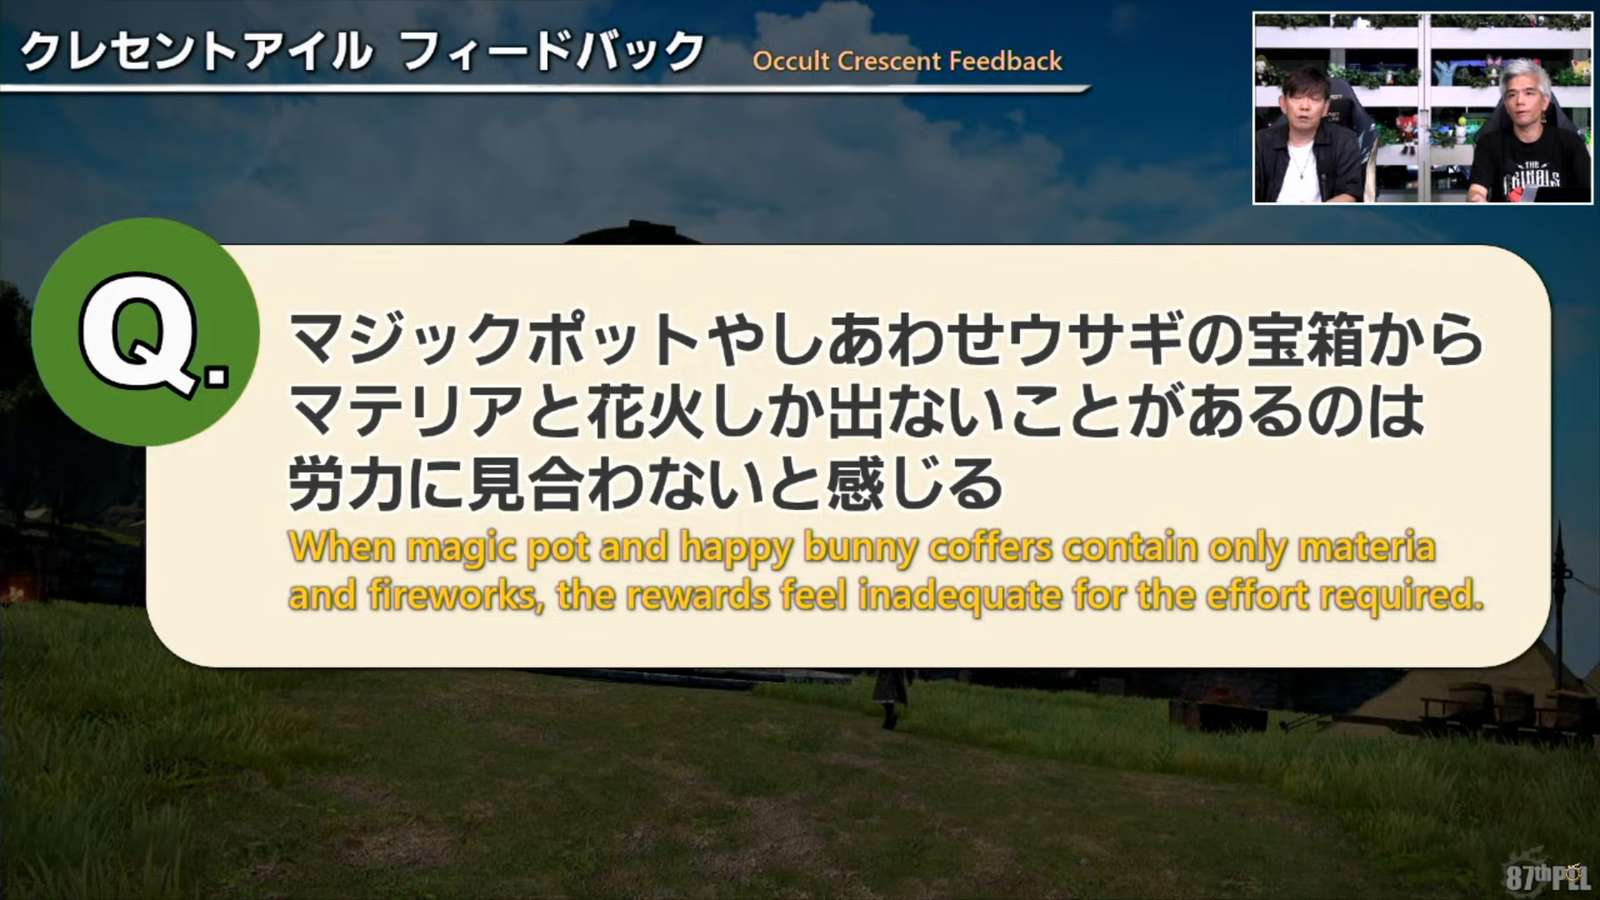 クレセントアイル フィードバック
Occult Crescent Feedback
Q.
マジックポットやしあわせウサギの宝箱から
マテリアと花火しか出ないことがあるのは
労力に見合わないと感じる
When magic pot and happy bunny coffers contain only materia
and fireworks, the rewards feel inadequate for the effort required.
THE
87thPLL